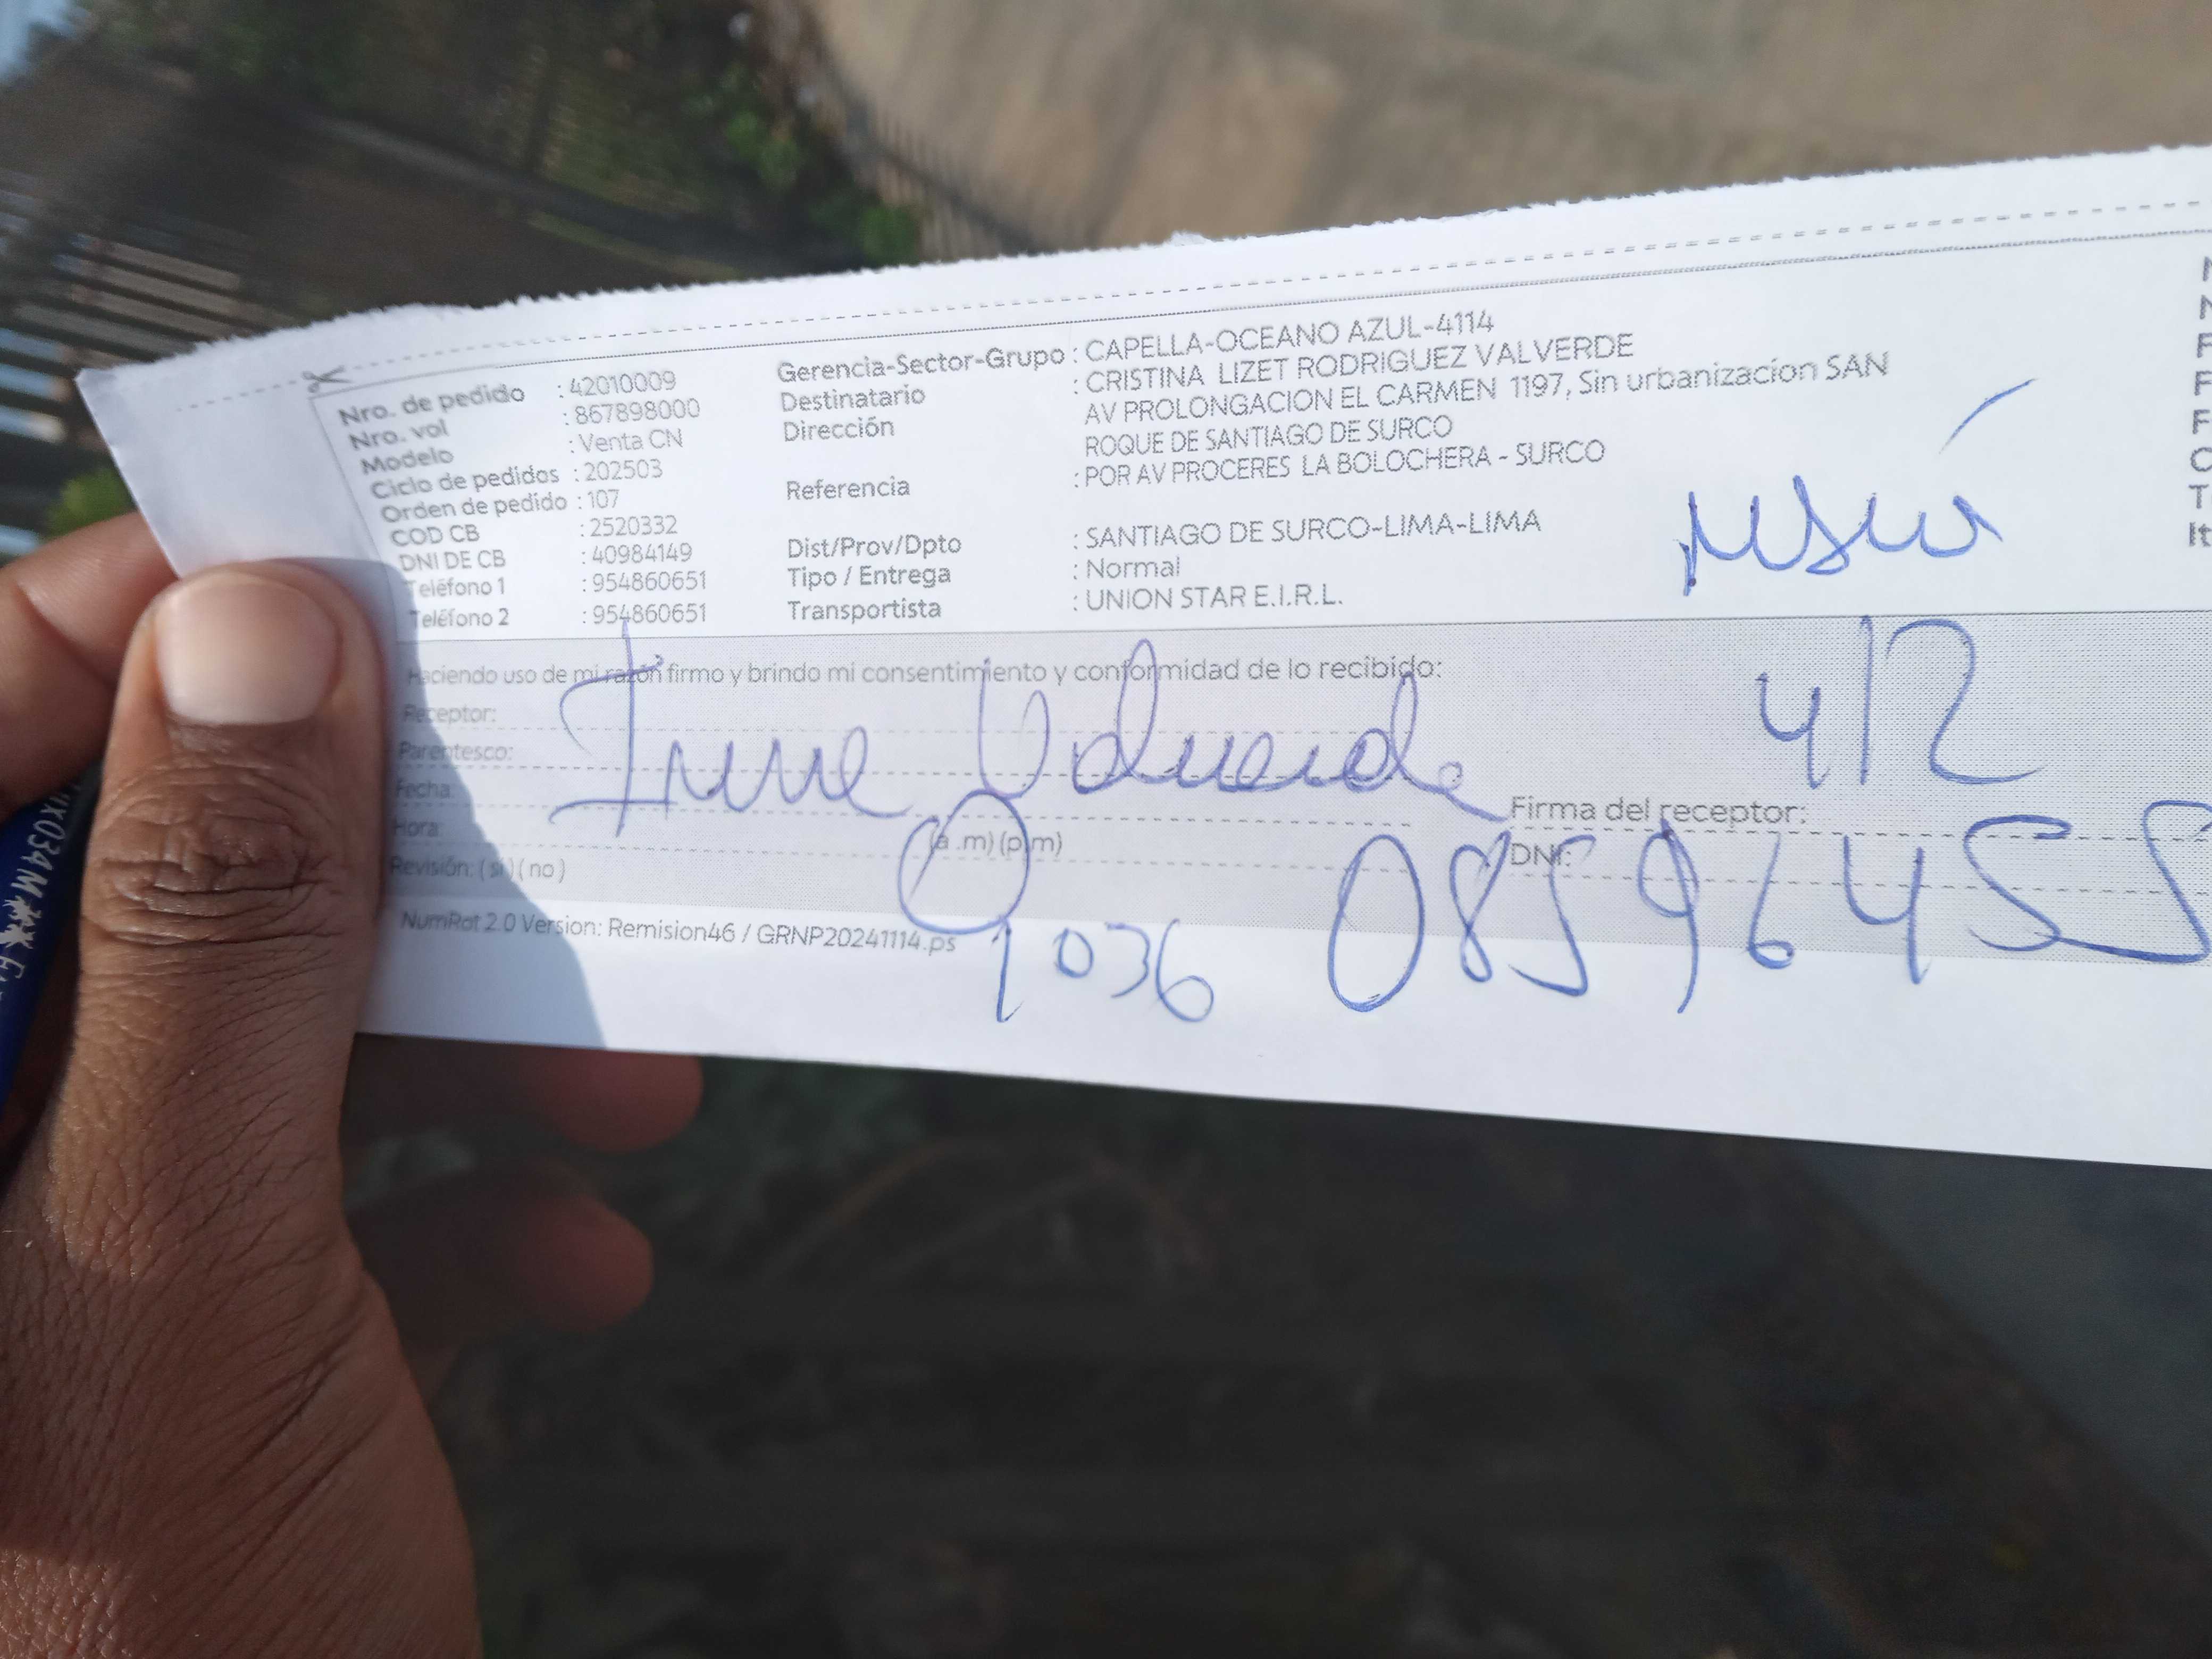 Nro. de pedido : 42010009
Nro. vol : 867898000
Modelo : Venta CN
Ciclo de pedidos : 202503
Orden de pedido : 107
COD CB : 2520332
DNI DE CB : 40984149
Teléfono 1 : 954860651
Teléfono 2 : 954860651
Gerencia-Sector-Grupo : CAPELLA-OCEANO AZUL-4114
Destinatario : CRISTINA LIZET RODRIGUEZ VALVERDE
Dirección AV PROLONGACION EL CARMEN 1197, Sin urbanizacíon SAN
ROQUE DE SANTIAGO DE SURCO
Referencia : POR AV PROCERES LA BOLOCHERA - SURCO
Dist/Prov/Dpto : SANTIAGO DE SURCO-LIMA-LIMA
Tipo / Entrega : Normal
Transportista : UNION STAR E.I.R.L.
Haciendo uso de mi razón firmo y brindo mi consentimiento y conformidad de lo recibido:
Receptor:
Parentesco:
Fecha:
Hora: (a .m) (p.m)
Revisión: ( si ) ( no )
Irene Valverde
412
Firma del receptor:
DNI:
1036
08596455
NumRot 2.0 Version: Remision46 / GRNP20241114.ps